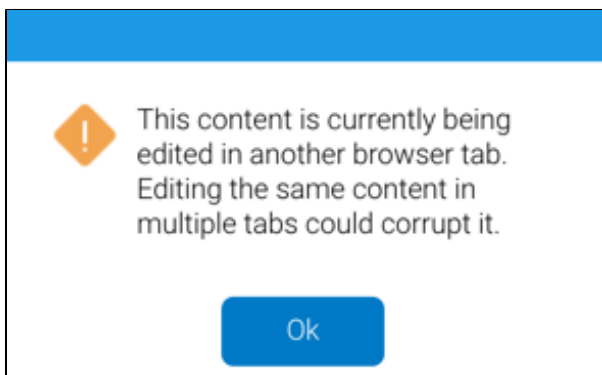 This content is currently being
edited in another browser tab.
Editing the same content in
multiple tabs could corrupt it.
Ok